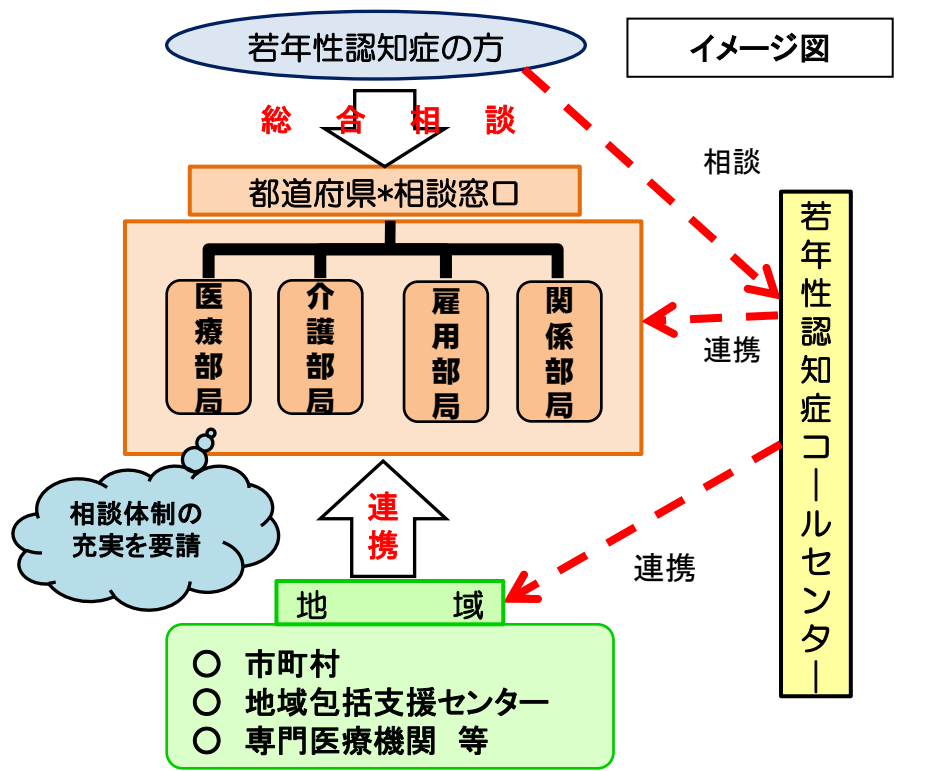 若年性認知症の方
イメージ図
総合相談
相談
都道府県*相談窓口
医療部局
介護部局
雇用部局
関係部局
連携
若年性認知症コールセンター
相談体制の
充実を要請
連携
連携
地域
〇 市町村
〇 地域包括支援センター
〇 専門医療機関 等